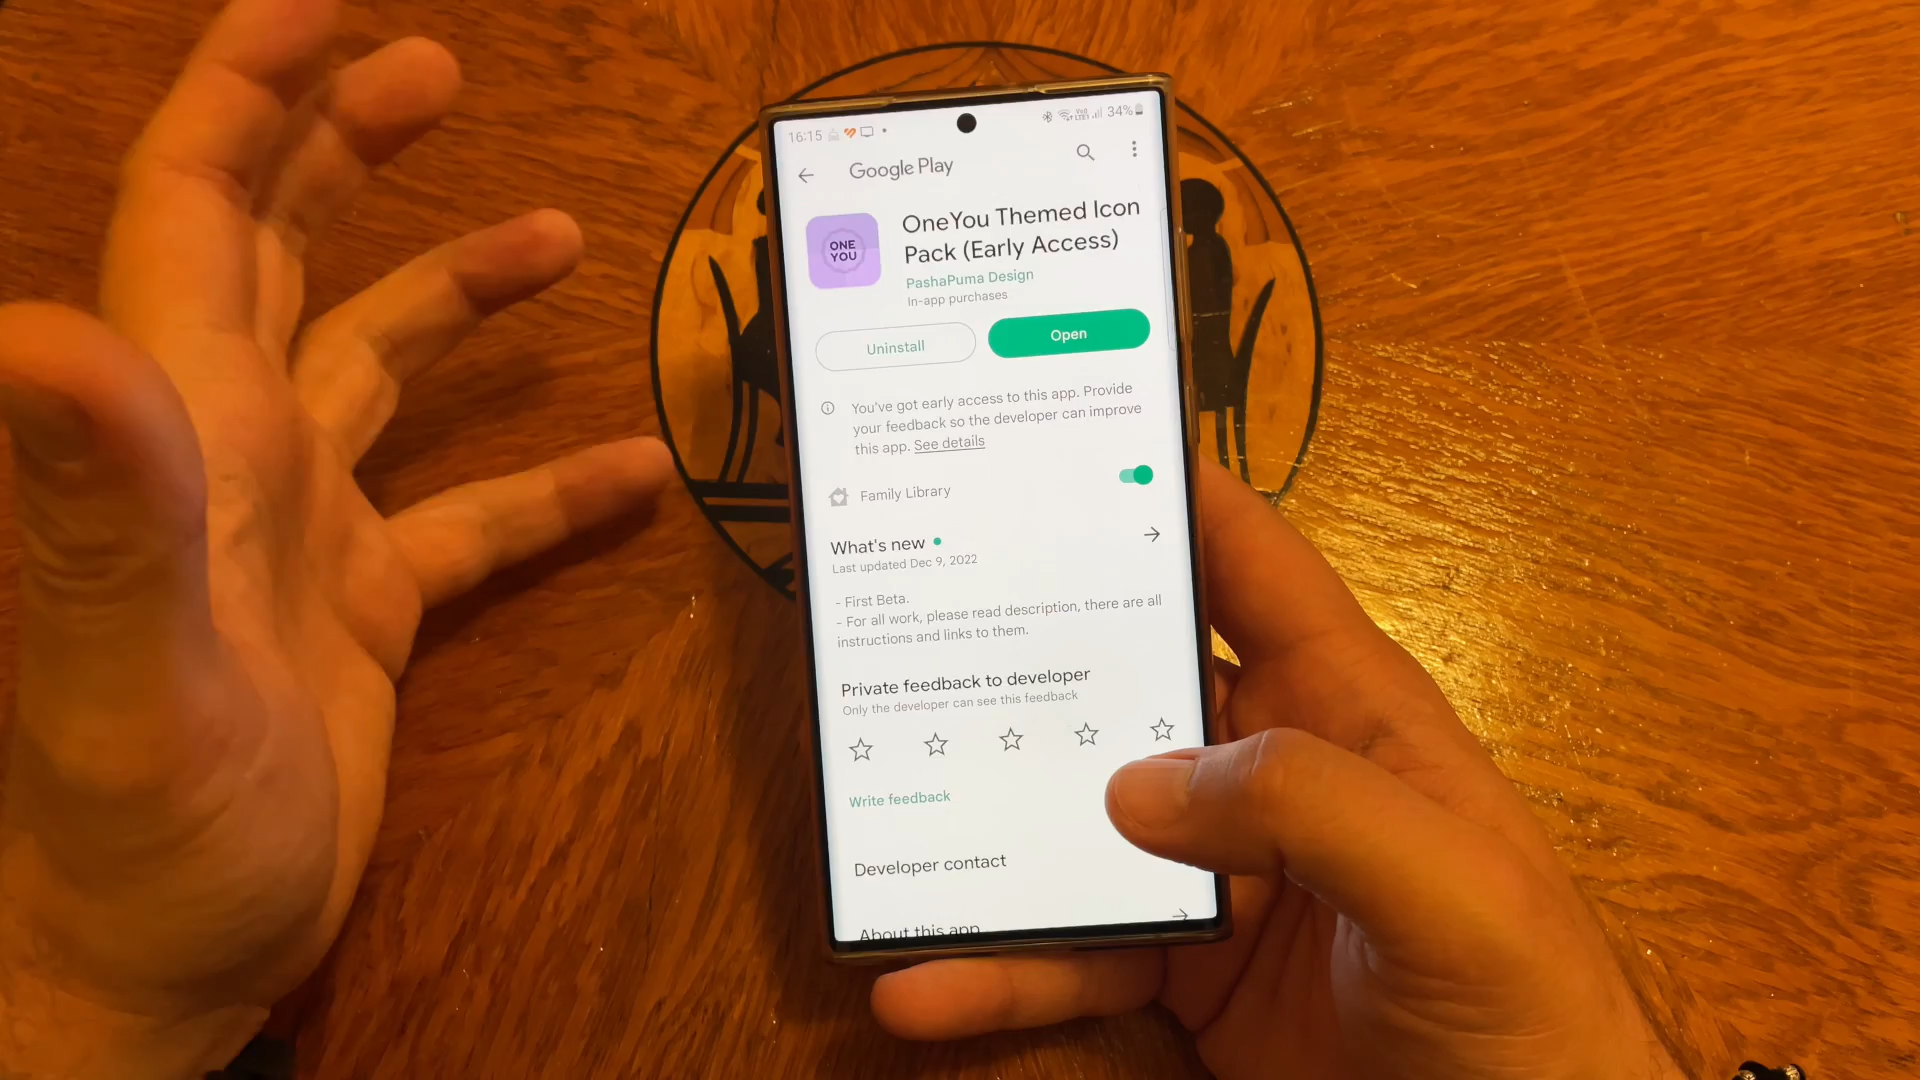 16:15
34%
Google Play
ONE
YOU
OneYou Themed Icon
Pack (Early Access)
PashaPuma Design
In-app purchases
Uninstall
Open
You've got early access to this app. Provide
your feedback so the developer can improve
this app. See details
Family Library
What's new
Last updated Dec 9, 2022
- First Beta.
- For all work, please read description, there are all
instructions and links to them.
Private feedback to developer
Only the developer can see this feedback
Write feedback
Developer contact
About this app